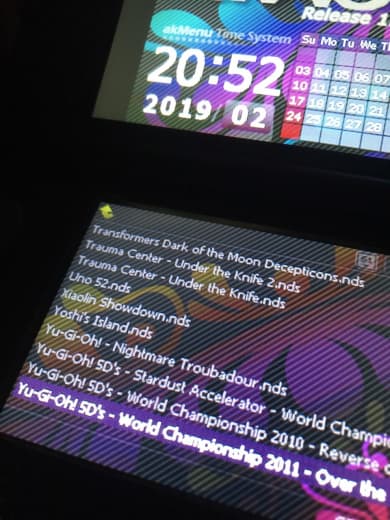 Release 1
akMenu Time System
20:52
2019/02
Su Mo Tu We T
03 04 05 06 07
10 11 12 13 14
17 18 19 20 21
24 25 26 27 28
Transformers Dark of the Moon Decepticons.nds
Trauma Center - Under the Knife 2.nds
Trauma Center - Under the Knife.nds
Uno 52.nds
Xiaolin Showdown.nds
Yoshi's Island.nds
Yu-Gi-Oh! - Nightmare Troubadour.nds
Yu-Gi-Oh! 5D's - Stardust Accelerator - World Champi
Yu-Gi-Oh! 5D's - World Championship 2010 - Reverse
Yu-Gi-Oh! 5D's - World Championship 2011 - Over the